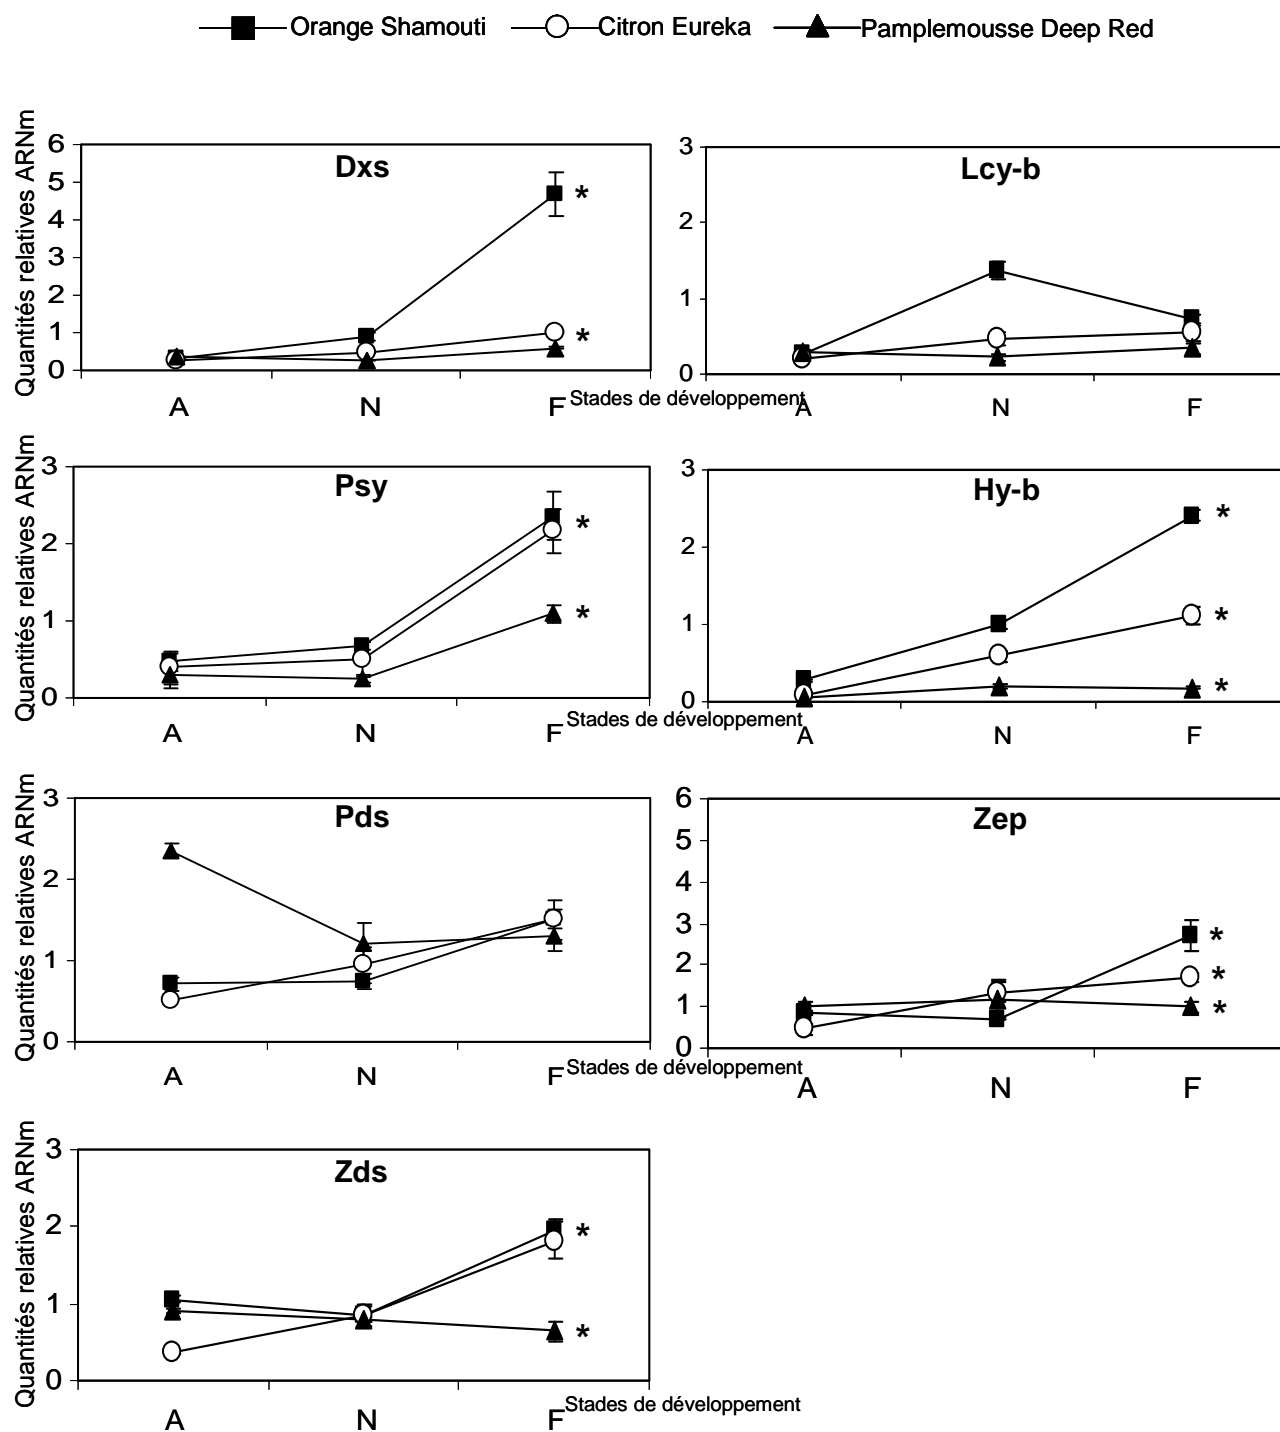 Orange Shamouti Citron Eureka Pamplemousse Deep Red
Quantités relatives ARNm
Dxs
6
5
4
3
2
1
0
*
*
A N F Stades de développement
Lcy-b
3
2
1
0
A N F
Quantités relatives ARNm
Psy
3
2
1
0
*
*
A N F Stades de développement
Hy-b
3
2
1
0
*
*
*
A N F
Quantités relatives ARNm
Pds
3
2
1
0
A N F Stades de développement
Zep
6
5
4
3
2
1
0
*
*
*
A N F
Quantités relatives ARNm
Zds
3
2
1
0
*
*
A N F Stades de développement